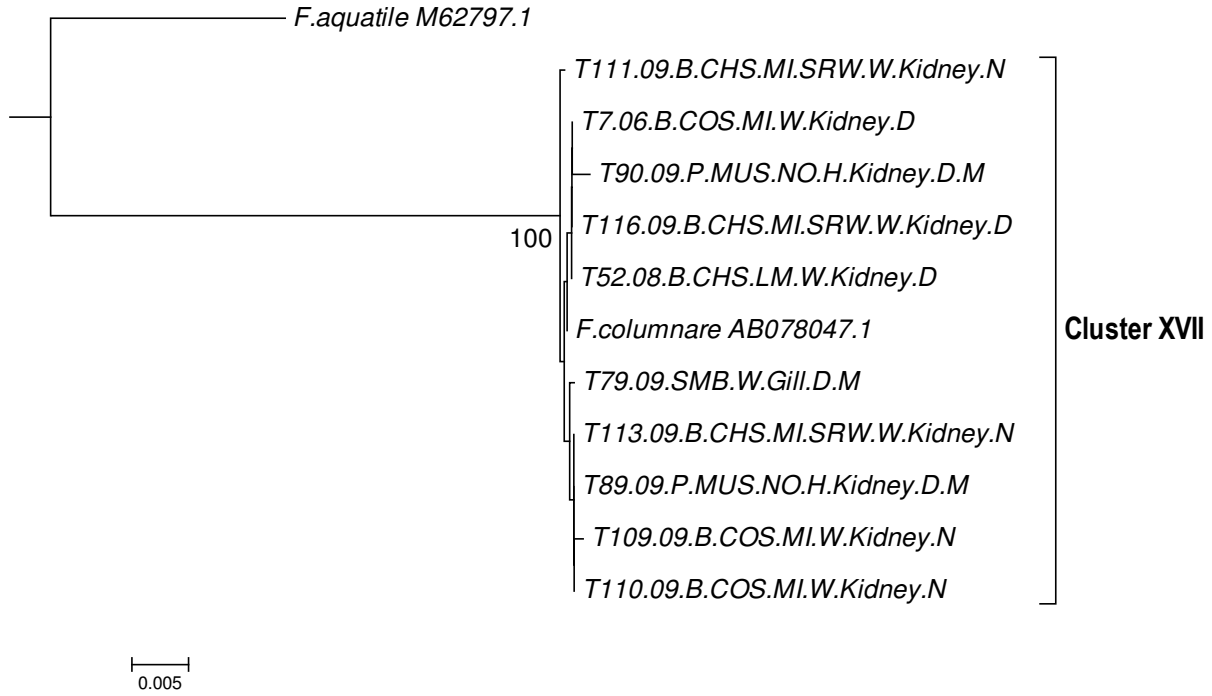 F.aquatile M62797.1
T111.09.B.CHS.MI.SRW.W.Kidney.N
T7.06.B.COS.MI.W.Kidney.D
T90.09.P.MUS.NO.H.Kidney.D.M
T116.09.B.CHS.MI.SRW.W.Kidney.D
100
T52.08.B.CHS.LM.W.Kidney.D
F.columnare AB078047.1
Cluster XVII
T79.09.SMB.W.Gill.D.M
T113.09.B.CHS.MI.SRW.W.Kidney.N
T89.09.P.MUS.NO.H.Kidney.D.M
T109.09.B.COS.MI.W.Kidney.N
T110.09.B.COS.MI.W.Kidney.N
0.005